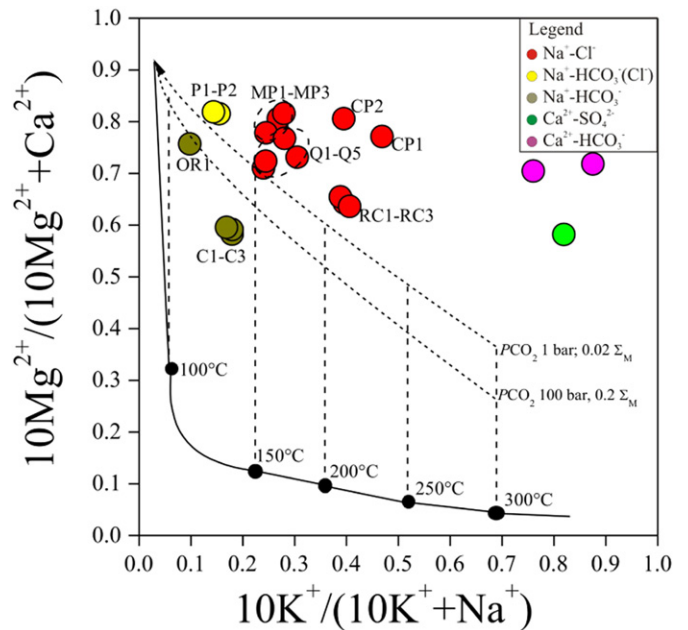 Legend
Na⁺-Cl⁻
Na⁺-HCO₃⁻(Cl⁻)
Na⁺-HCO₃⁻
Ca²⁺-SO₄²⁻
Ca²⁺-HCO₃⁻
1.0
0.9
0.8
0.7
0.6
0.5
0.4
0.3
0.2
0.1
0.0
10Mg²⁺/(10Mg²⁺+Ca²⁺)
P1-P2
MP1-MP3
CP2
CP1
OR1
Q1-Q5
RC1-RC3
C1-C3
PCO₂ 1 bar; 0.02 Σ_M
PCO₂ 100 bar, 0.2 Σ_M
100°C
150°C
200°C
250°C
300°C
0.0 0.1 0.2 0.3 0.4 0.5 0.6 0.7 0.8 0.9 1.0
10K⁺/(10K⁺+Na⁺)